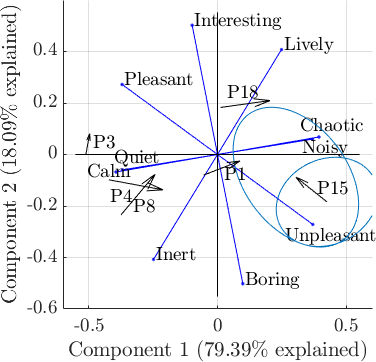 Component 2 (18.09% explained)
Interesting
Lively
0.4
Pleasant
0.2
P18
Chaotic
Noisy
P3
0
Quiet
Calm
P1
P4
P8
P15
-0.2
Unpleasant
Inert
-0.4
Boring
-0.6
-0.5
0
0.5
Component 1 (79.39% explained)